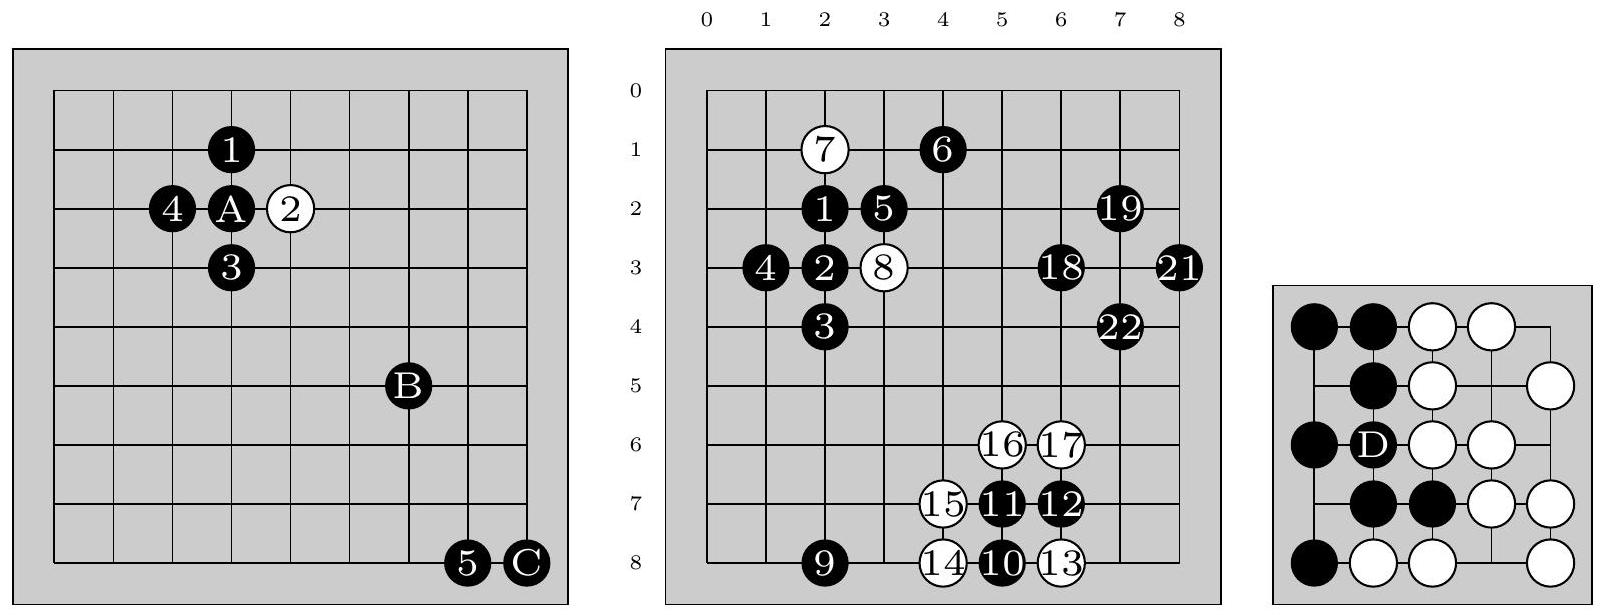 0 1 2 3 4 5 6 7 8
0
1 1 7 6
2 4 A 2 1 5 19
3 3 4 2 8 18 21
4 3 22
5 B
6 D 16 17
7 15 11 12
8 5 C 9 14 10 13